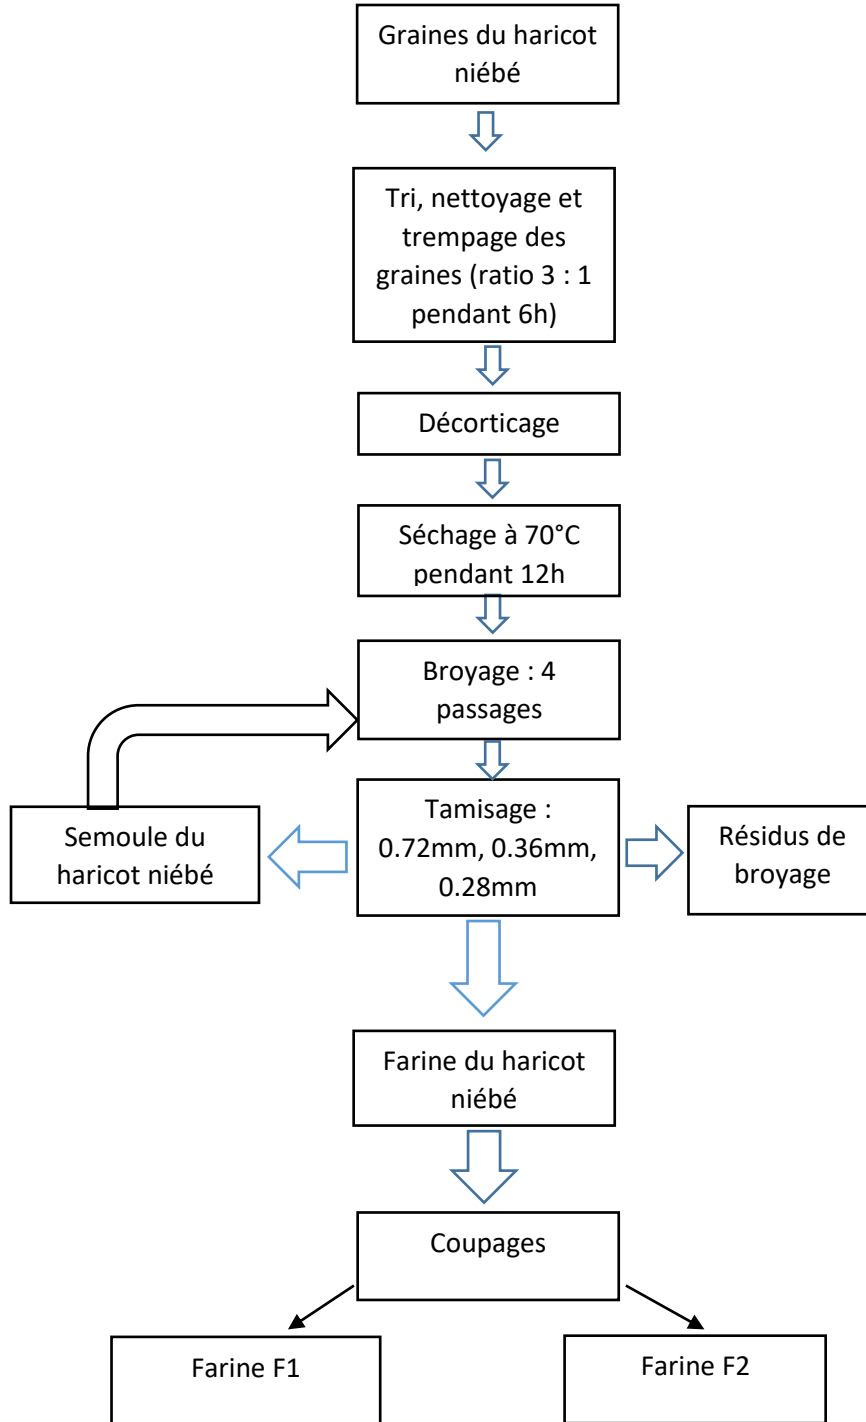 Graines du haricot
niébé
Tri, nettoyage et
trempage des
graines (ratio 3 : 1
pendant 6h)
Décorticage
Séchage à 70°C
pendant 12h
Broyage : 4
passages
Semoule du
haricot niébé
Tamisage :
0.72mm, 0.36mm,
0.28mm
Résidus de
broyage
Farine du haricot
niébé
Coupages
Farine F1
Farine F2